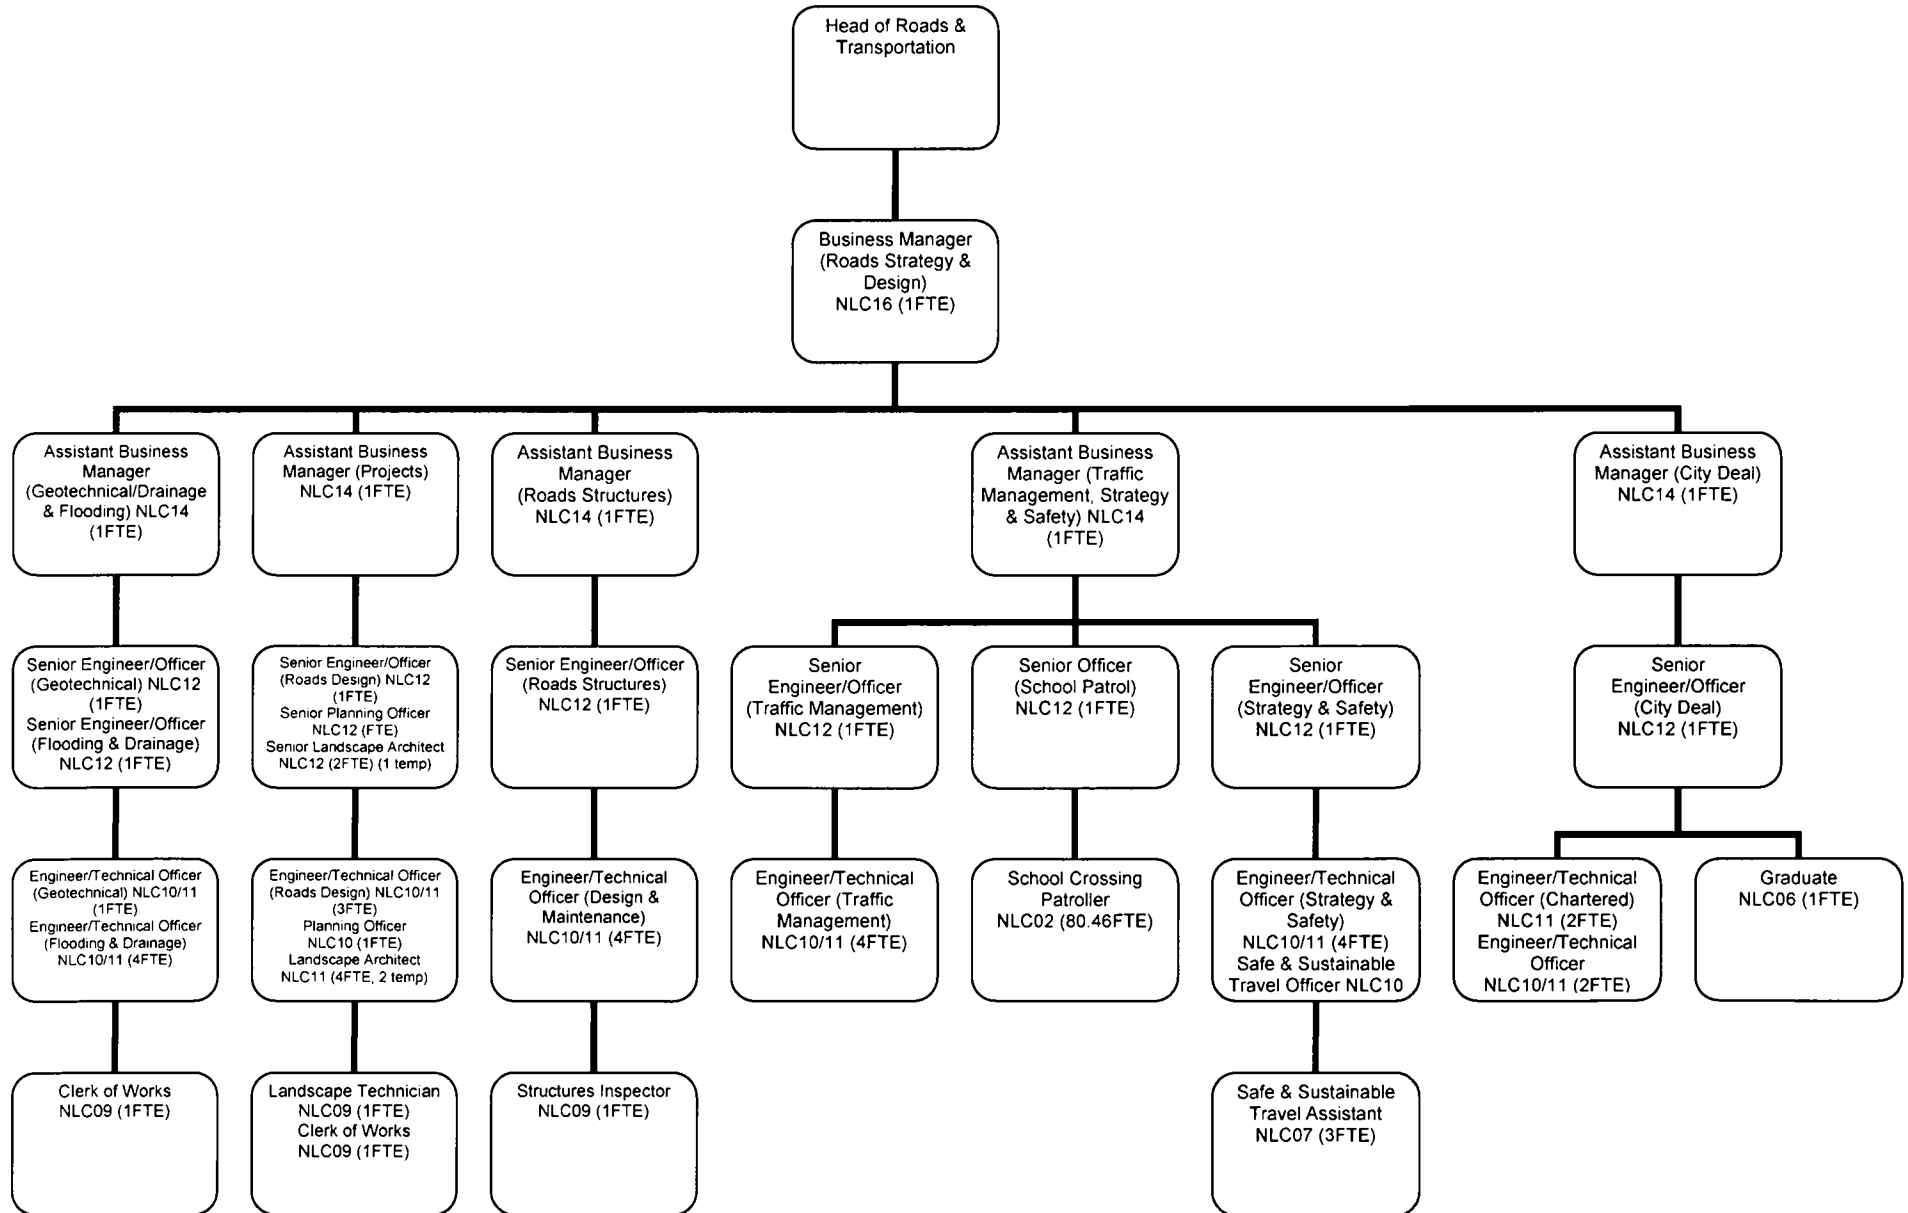 Head of Roads &
Transportation
Business Manager
(Roads Strategy &
Design)
NLC16 (1FTE)
Assistant Business
Manager
(Geotechnical/Drainage
& Flooding) NLC14
(1FTE)
Assistant Business
Manager (Projects)
NLC14 (1FTE)
Assistant Business
Manager
(Roads Structures)
NLC14 (1FTE)
Assistant Business
Manager (Traffic
Management, Strategy
& Safety) NLC14
(1FTE)
Assistant Business
Manager (City Deal)
NLC14 (1FTE)
Senior Engineer/Officer
(Geotechnical) NLC12
(1FTE)
Senior Engineer/Officer
(Flooding & Drainage)
NLC12 (1FTE)
Senior Engineer/Officer
(Roads Design) NLC12
(1FTE)
Senior Planning Officer
NLC12 (FTE)
Senior Landscape Architect
NLC12 (2FTE) (1 temp)
Senior Engineer/Officer
(Roads Structures)
NLC12 (1FTE)
Senior
Engineer/Officer
(Traffic Management)
NLC12 (1FTE)
Senior Officer
(School Patrol)
NLC12 (1FTE)
Senior
Engineer/Officer
(Strategy & Safety)
NLC12 (1FTE)
Senior
Engineer/Officer
(City Deal)
NLC12 (1FTE)
Engineer/Technical Officer
(Geotechnical) NLC10/11
(1FTE)
Engineer/Technical Officer
(Flooding & Drainage)
NLC10/11 (4FTE)
Engineer/Technical Officer
(Roads Design) NLC10/11
(3FTE)
Planning Officer
NLC10 (1FTE)
Landscape Architect
NLC11 (4FTE, 2 temp)
Engineer/Technical
Officer (Design &
Maintenance)
NLC10/11 (4FTE)
Engineer/Technical
Officer (Traffic
Management)
NLC10/11 (4FTE)
School Crossing
Patroller
NLC02 (80.46FTE)
Engineer/Technical
Officer (Strategy &
Safety)
NLC10/11 (4FTE)
Safe & Sustainable
Travel Officer NLC10
Engineer/Technical
Officer (Chartered)
NLC11 (2FTE)
Engineer/Technical
Officer
NLC10/11 (2FTE)
Graduate
NLC06 (1FTE)
Clerk of Works
NLC09 (1FTE)
Landscape Technician
NLC09 (1FTE)
Clerk of Works
NLC09 (1FTE)
Structures Inspector
NLC09 (1FTE)
Safe & Sustainable
Travel Assistant
NLC07 (3FTE)